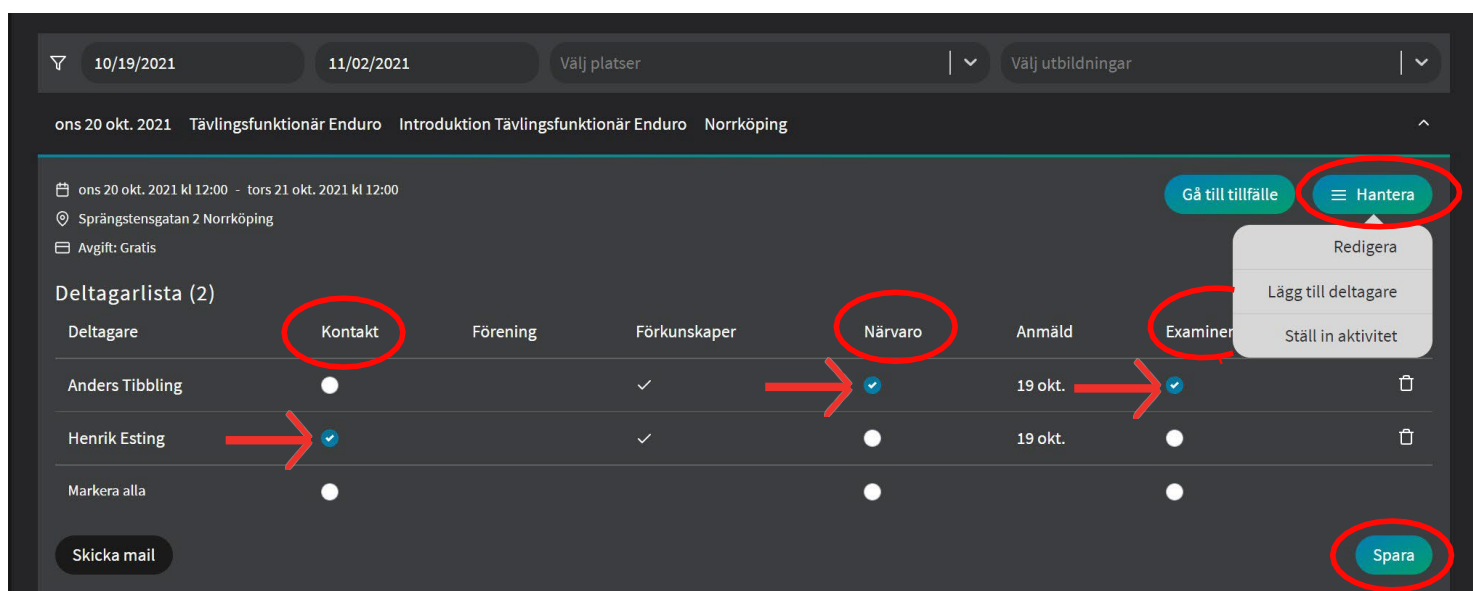 10/19/2021 11/02/2021 Välj platser Välj utbildningar
ons 20 okt. 2021 Tävlingsfunktionär Enduro Introduktion Tävlingsfunktionär Enduro Norrköping
ons 20 okt. 2021 kl 12:00 - tors 21 okt. 2021 kl 12:00
Gå till tillfälle Hantera
Sprängstensgatan 2 Norrköping
Avgift: Gratis
Redigera
Lägg till deltagare
Ställ in aktivitet
Deltagarlista (2)
Deltagare Kontakt Förening Förkunskaper Närvaro Anmäld Examiner
Anders Tibbling 19 okt.
Henrik Esting 19 okt.
Markera alla
Skicka mail Spara